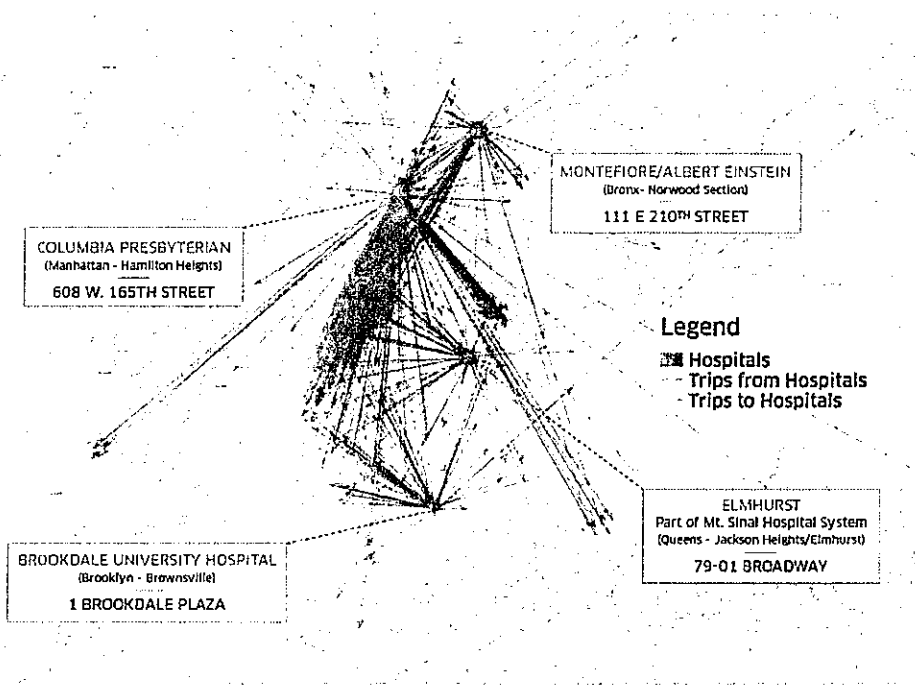 MONTEFIORE/ALBERT EINSTEIN
(Bronx- Norwood Section)
111 E 210TH STREET
COLUMBIA PRESBYTERIAN
(Manhattan - Hamilton Heights)
608 W. 165TH STREET
Legend
Hospitals
Trips from Hospitals
Trips to Hospitals
ELMHURST
Part of Mt. Sinai Hospital System
(Queens - Jackson Heights/Elmhurst)
79-01 BROADWAY
BROOKDALE UNIVERSITY HOSPITAL
(Brooklyn - Brownsville)
1 BROOKDALE PLAZA